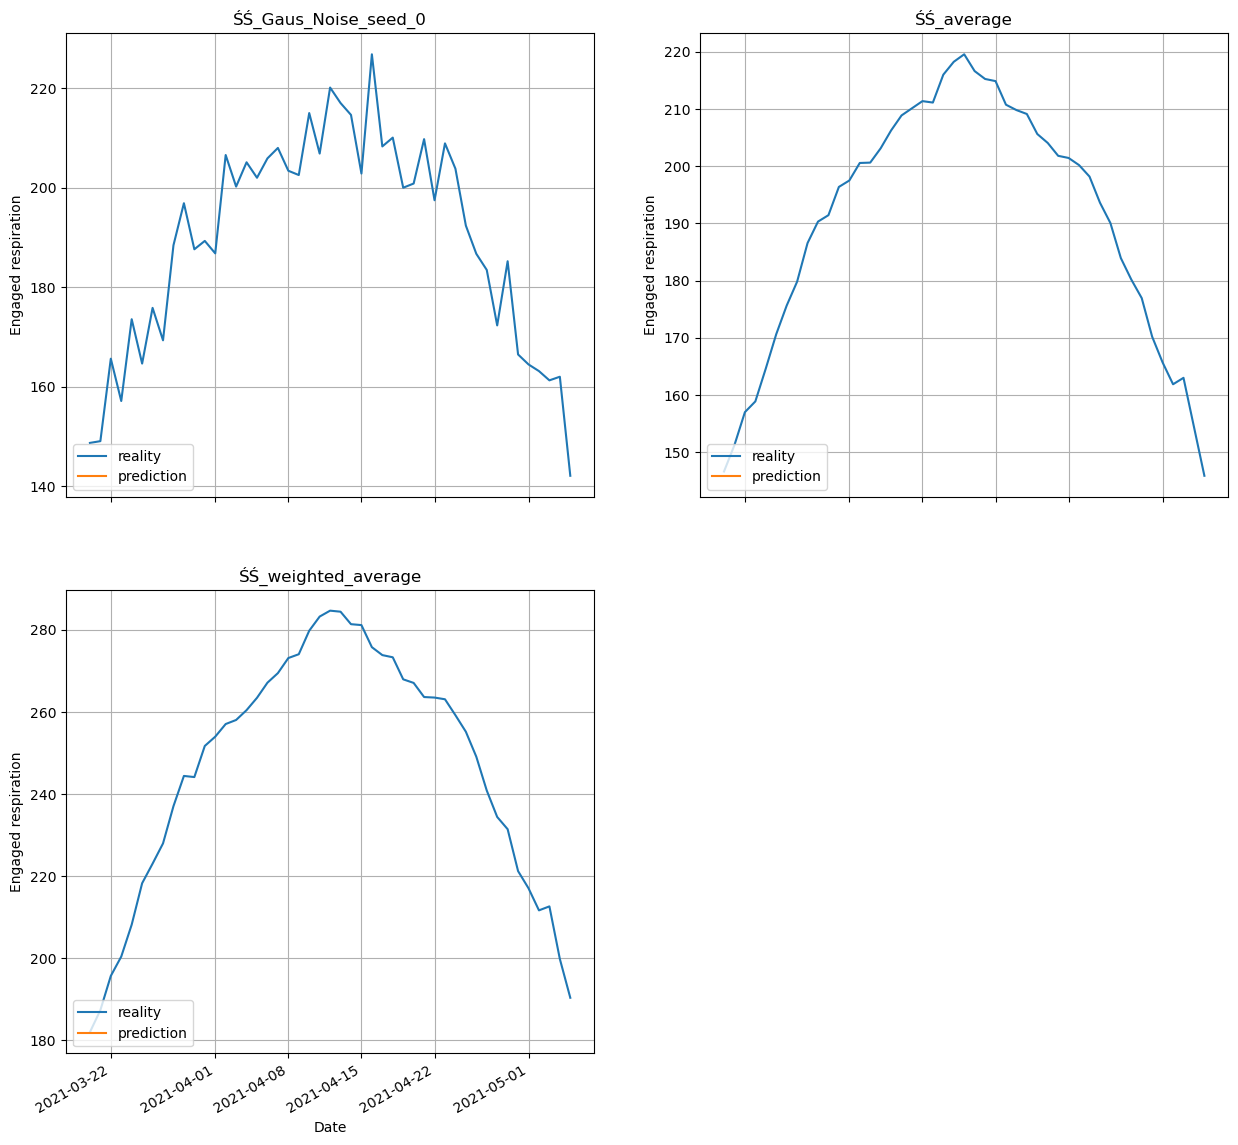 ŚŚ_Gaus_Noise_seed_0
220
200
180
160
140
Engaged respiration
reality
prediction
ŚŚ_average
220
210
200
190
180
170
160
150
Engaged respiration
reality
prediction
ŚŚ_weighted_average
280
260
240
220
200
180
Engaged respiration
reality
prediction
2021-03-22
2021-04-01
2021-04-08
2021-04-15
2021-04-22
2021-05-01
Date